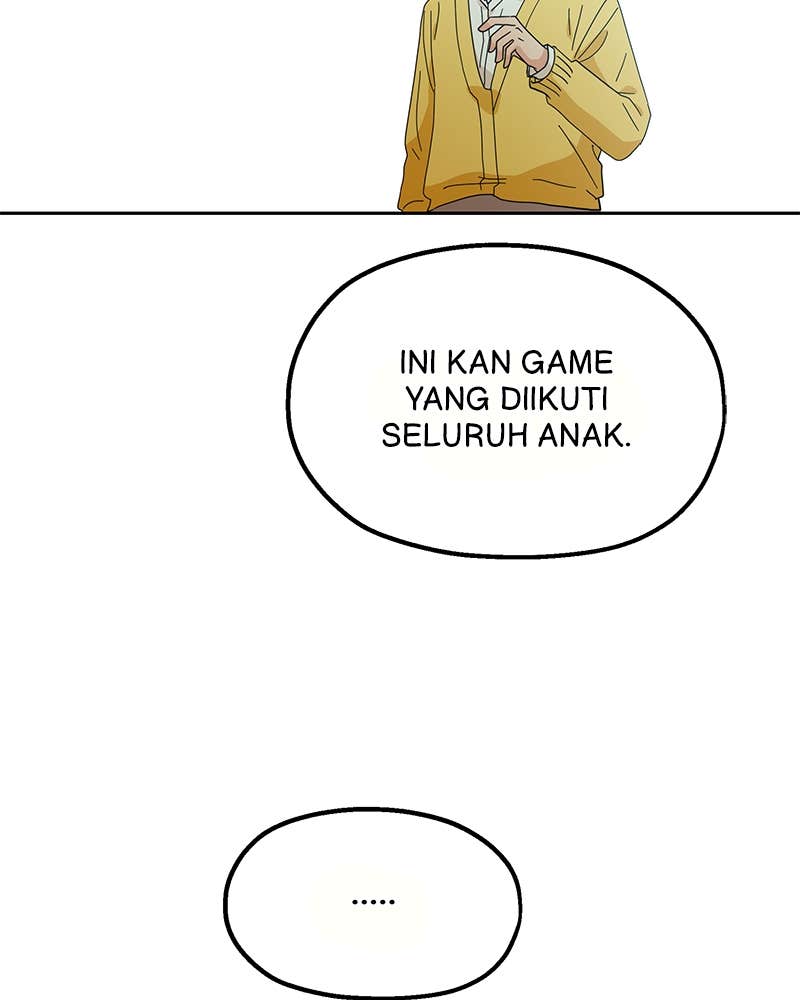 INI KAN GAME
YANG DIIKUTI
SELURUH ANAK.
.....